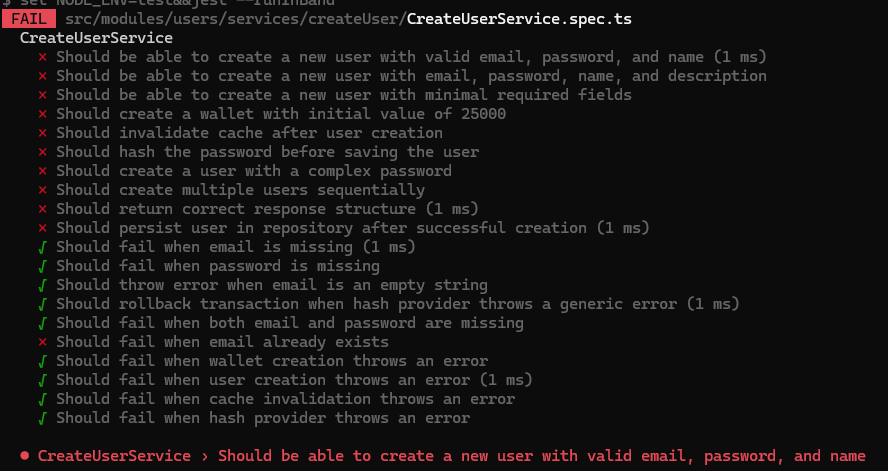 $ set NODE_ENV=test&&jest --runInBand
FAIL src/modules/users/services/createUser/CreateUserService.spec.ts
CreateUserService
× Should be able to create a new user with valid email, password, and name (1 ms)
× Should be able to create a new user with email, password, name, and description
× Should be able to create a new user with minimal required fields
× Should create a wallet with initial value of 25000
× Should invalidate cache after user creation
× Should hash the password before saving the user
× Should create a user with a complex password
× Should create multiple users sequentially
× Should return correct response structure (1 ms)
× Should persist user in repository after successful creation (1 ms)
√ Should fail when email is missing (1 ms)
√ Should fail when password is missing
√ Should throw error when email is an empty string
√ Should rollback transaction when hash provider throws a generic error (1 ms)
√ Should fail when both email and password are missing
× Should fail when email already exists
√ Should fail when wallet creation throws an error
√ Should fail when user creation throws an error (1 ms)
√ Should fail when cache invalidation throws an error
√ Should fail when hash provider throws an error
● CreateUserService › Should be able to create a new user with valid email, password, and name